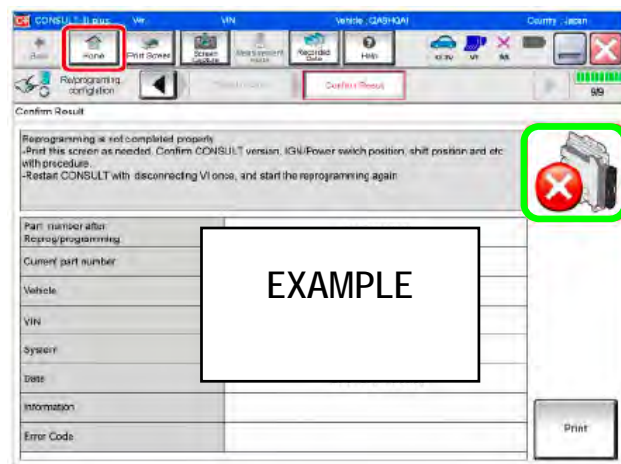 CONSULT-III plus Ver. VIN Vehicle : QASHQAI Country : Japan
Back Home Print Screen Screen Capture Measurement Mode Recorded Data Help VI MI
Reprogramming configration Confirm Result 9/9
Confirm Result
Reprogramming is not completed properly
-Print this screen as needed. Confirm CONSULT version, IGN/Power switch position, shift position and etc
with procedure.
-Restart CONSULT with disconnecting VI once, and start the reprogramming again
Part number after
Reprog/programming
Current part number
Vehicle
VIN
System
Date
Information
Error Code
EXAMPLE
Print